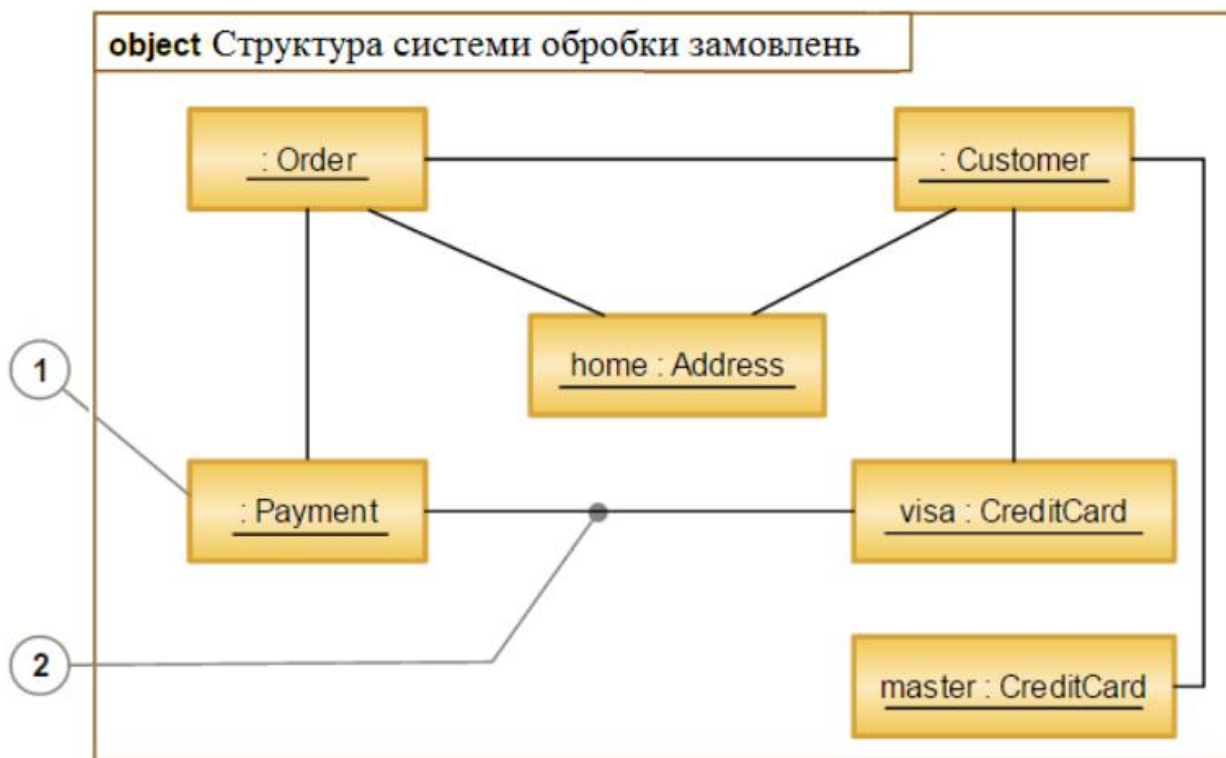 object Структура системи обробки замовлень
: Order
: Customer
home : Address
1
: Payment
visa : CreditCard
2
master : CreditCard